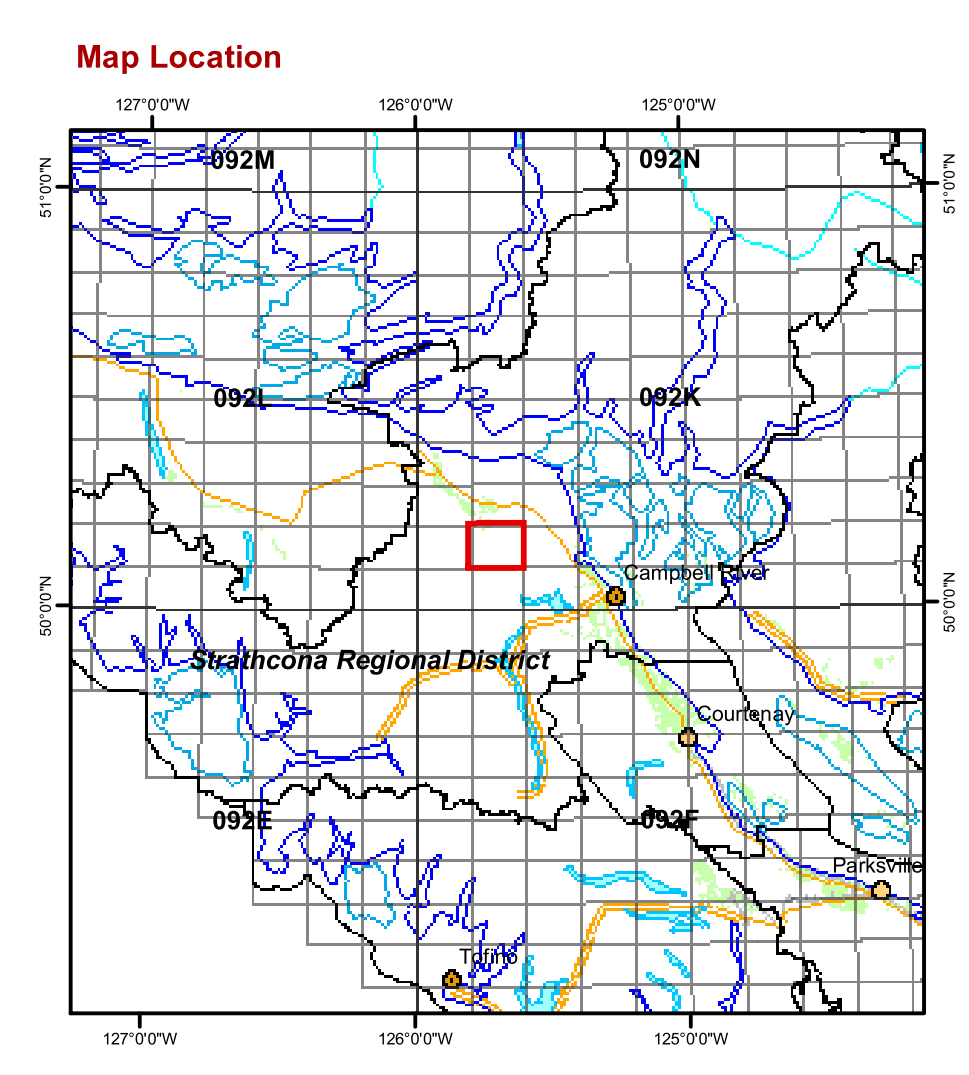 Map Location
127°0'0"W 126°0'0"W 125°0'0"W
092M 092N
51°0'0"N 51°0'0"N
092L 092K
Campbell River
50°0'0"N 50°0'0"N
Strathcona Regional District
Courtenay
092E 092F
Parksville
Tofino
127°0'0"W 126°0'0"W 125°0'0"W